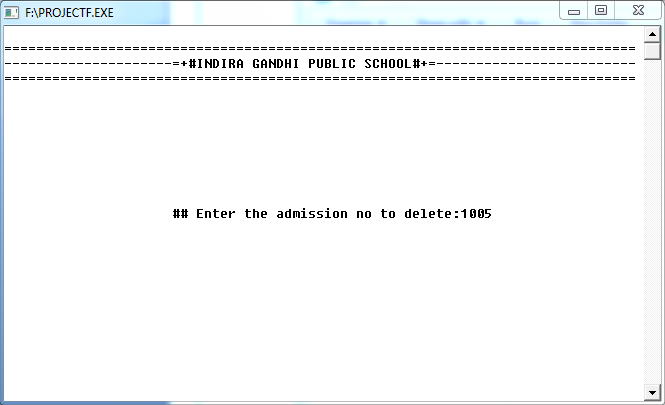 F:\PROJECTF.EXE
===============================================================================
---------------------=+#INDIRA GANDHI PUBLIC SCHOOL#+=-------------------------
===============================================================================
## Enter the admission no to delete:1005